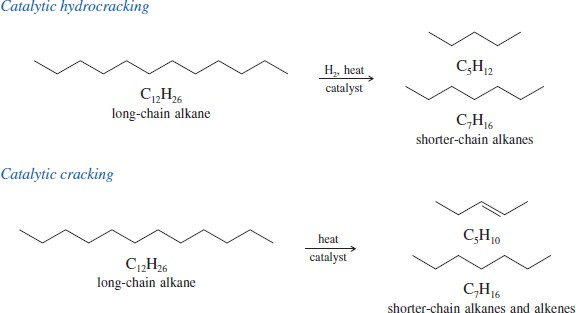 Catalytic hydrocracking
C₁₂H₂₆
long-chain alkane
H₂, heat
catalyst
C₅H₁₂
C₇H₁₆
shorter-chain alkanes
Catalytic cracking
C₁₂H₂₆
long-chain alkane
heat
catalyst
C₅H₁₀
C₇H₁₆
shorter-chain alkanes and alkenes